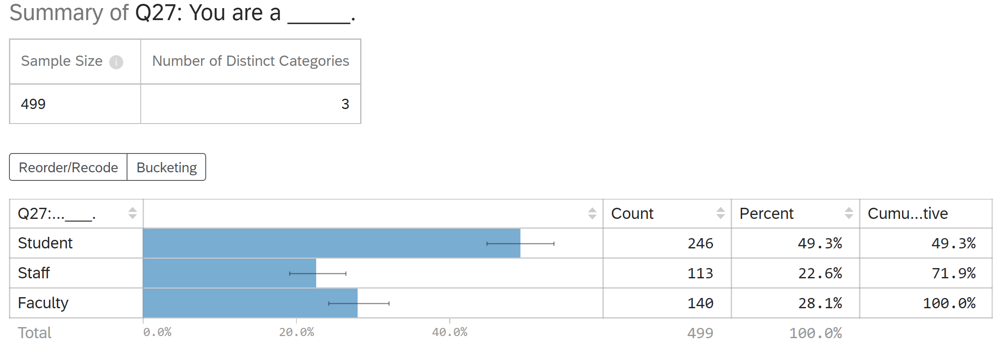 Summary of Q27: You are a _____.
Sample Size i Number of Distinct Categories
499 3
Reorder/Recode Bucketing
Q27:...___. Count Percent Cumu...tive
Student 246 49.3% 49.3%
Staff 113 22.6% 71.9%
Faculty 140 28.1% 100.0%
Total 0.0% 20.0% 40.0% 499 100.0%